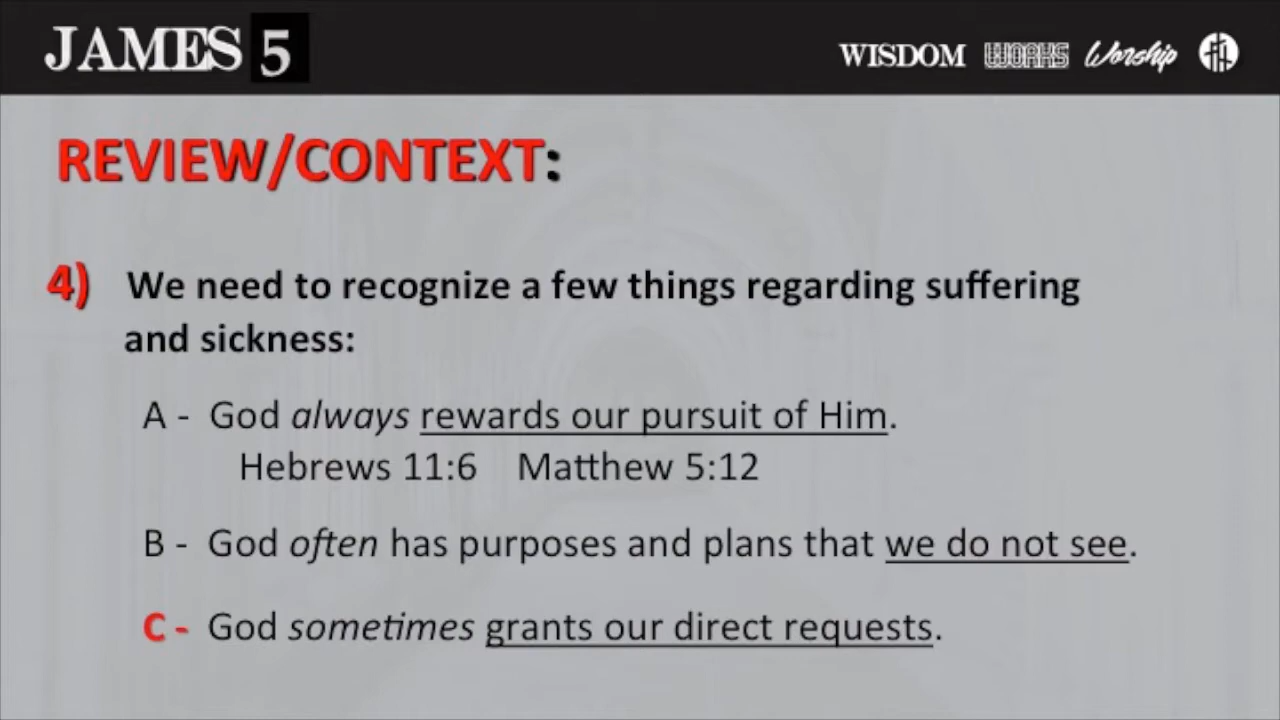 JAMES 5
WISDOM WORKS Worship
REVIEW/CONTEXT:
4) We need to recognize a few things regarding suffering
and sickness:
A - God always rewards our pursuit of Him.
Hebrews 11:6 Matthew 5:12
B - God often has purposes and plans that we do not see.
C - God sometimes grants our direct requests.